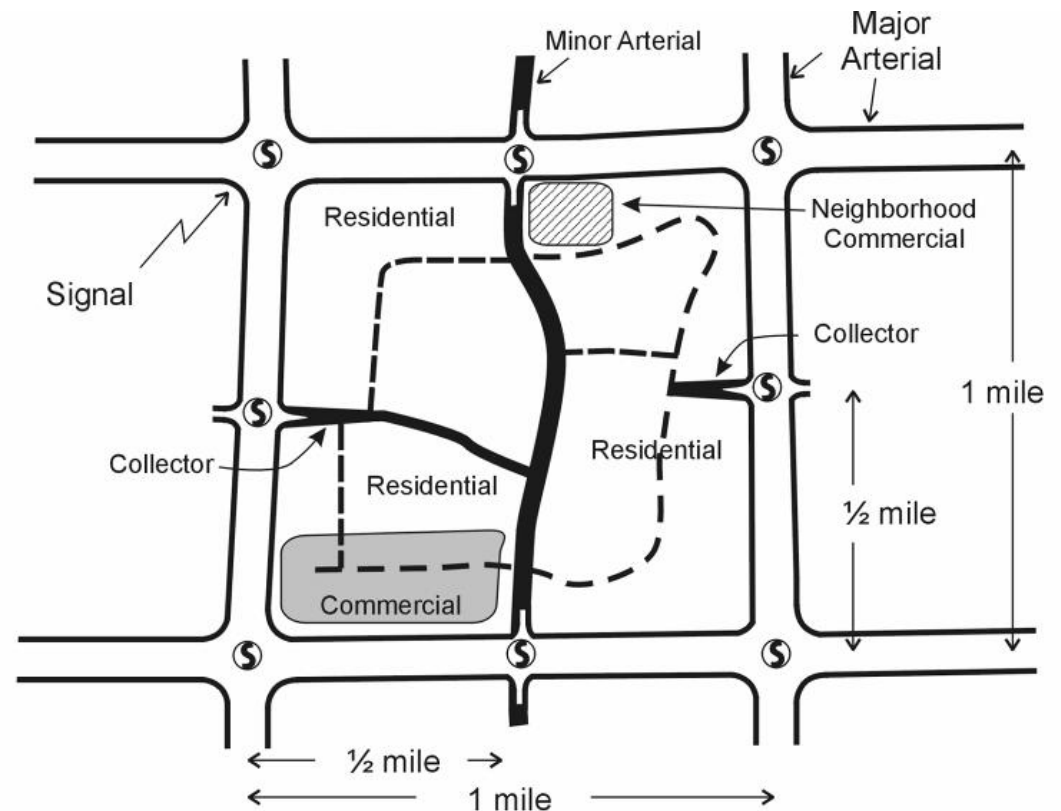 Major
Arterial
Minor Arterial
S
S
S
Residential
Neighborhood
Commercial
Signal
Collector
1 mile
S
S
Collector
Residential
Residential
½ mile
Commercial
S
S
S
½ mile
1 mile